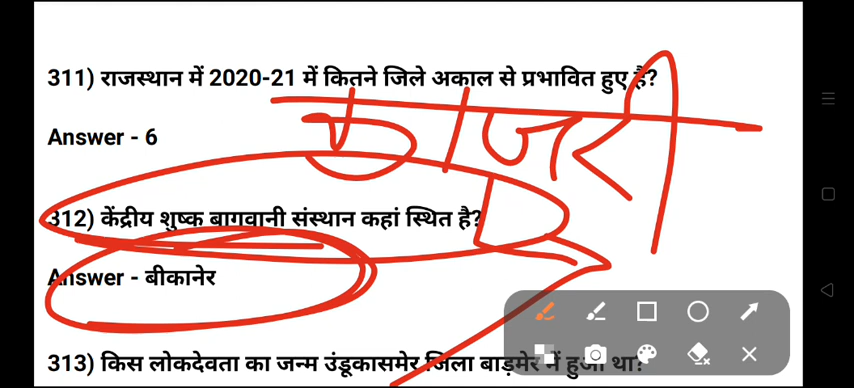 311) राजस्थान में 2020-21 में कितने जिले अकाल से प्रभावित हुए है?
काजरी
Answer - 6
312) केंद्रीय शुष्क बागवानी संस्थान कहां स्थित है?
Answer - बीकानेर
313) किस लोकदेवता का जन्म उंडूकासमेर जिला बाड़मेर में हुआ था?